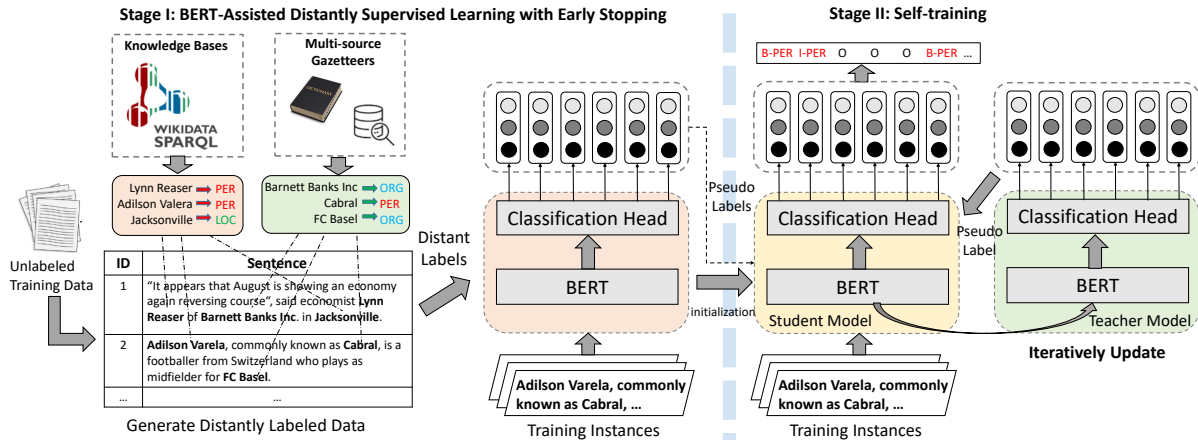 Stage I: BERT-Assisted Distantly Supervised Learning with Early Stopping
Knowledge Bases
WIKIDATA
SPARQL
Multi-source
Gazetteers
DICTIONARY
Lynn Reaser PER
Adilson Valera PER
Jacksonville LOC
Barnett Banks Inc ORG
Cabral PER
FC Basel ORG
Unlabeled
Training Data
ID Sentence
1 "It appears that August is showing an economy
again reversing course", said economist Lynn
Reaser of Barnett Banks Inc. in Jacksonville.
2 Adilson Varela, commonly known as Cabral, is a
footballer from Switzerland who plays as
midfielder for FC Basel.
... ...
Generate Distantly Labeled Data
Distant
Labels
Classification Head
BERT
Adilson Varela, commonly
known as Cabral, ...
Training Instances
Pseudo
Labels
initialization
Stage II: Self-training
B-PER I-PER O O O B-PER ...
Classification Head
BERT
Student Model
Adilson Varela, commonly
known as Cabral, ...
Training Instances
Pseudo
Label
Classification Head
BERT
Teacher Model
Iteratively Update